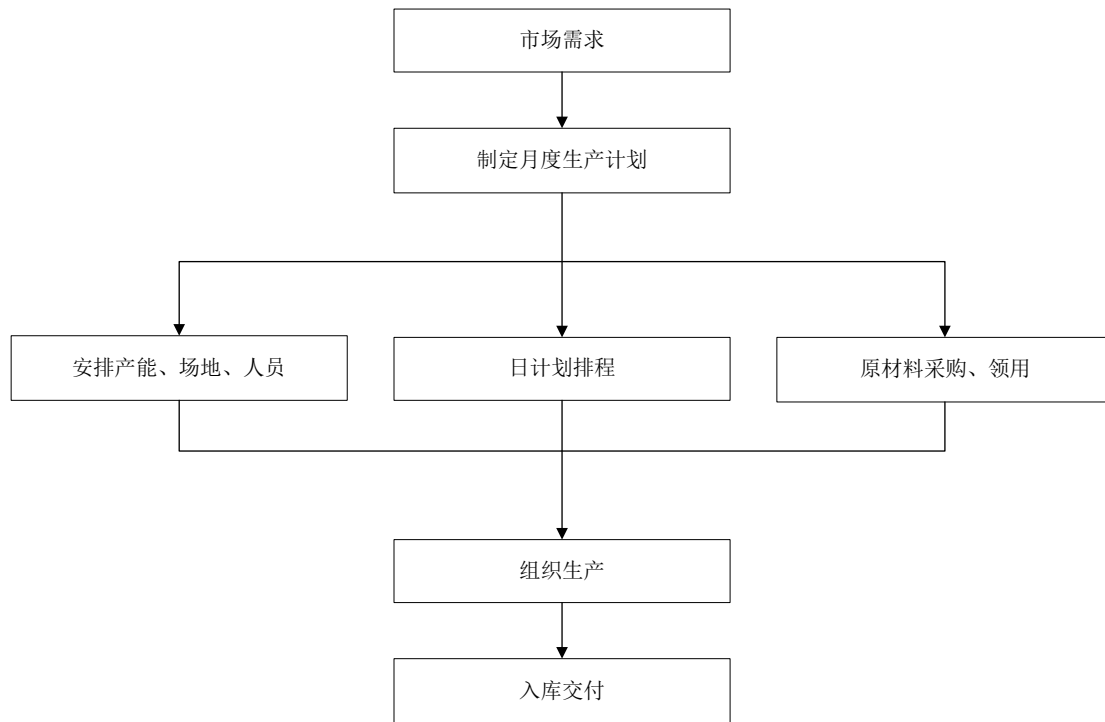 市场需求
制定月度生产计划
安排产能、场地、人员
日计划排程
原材料采购、领用
组织生产
入库交付